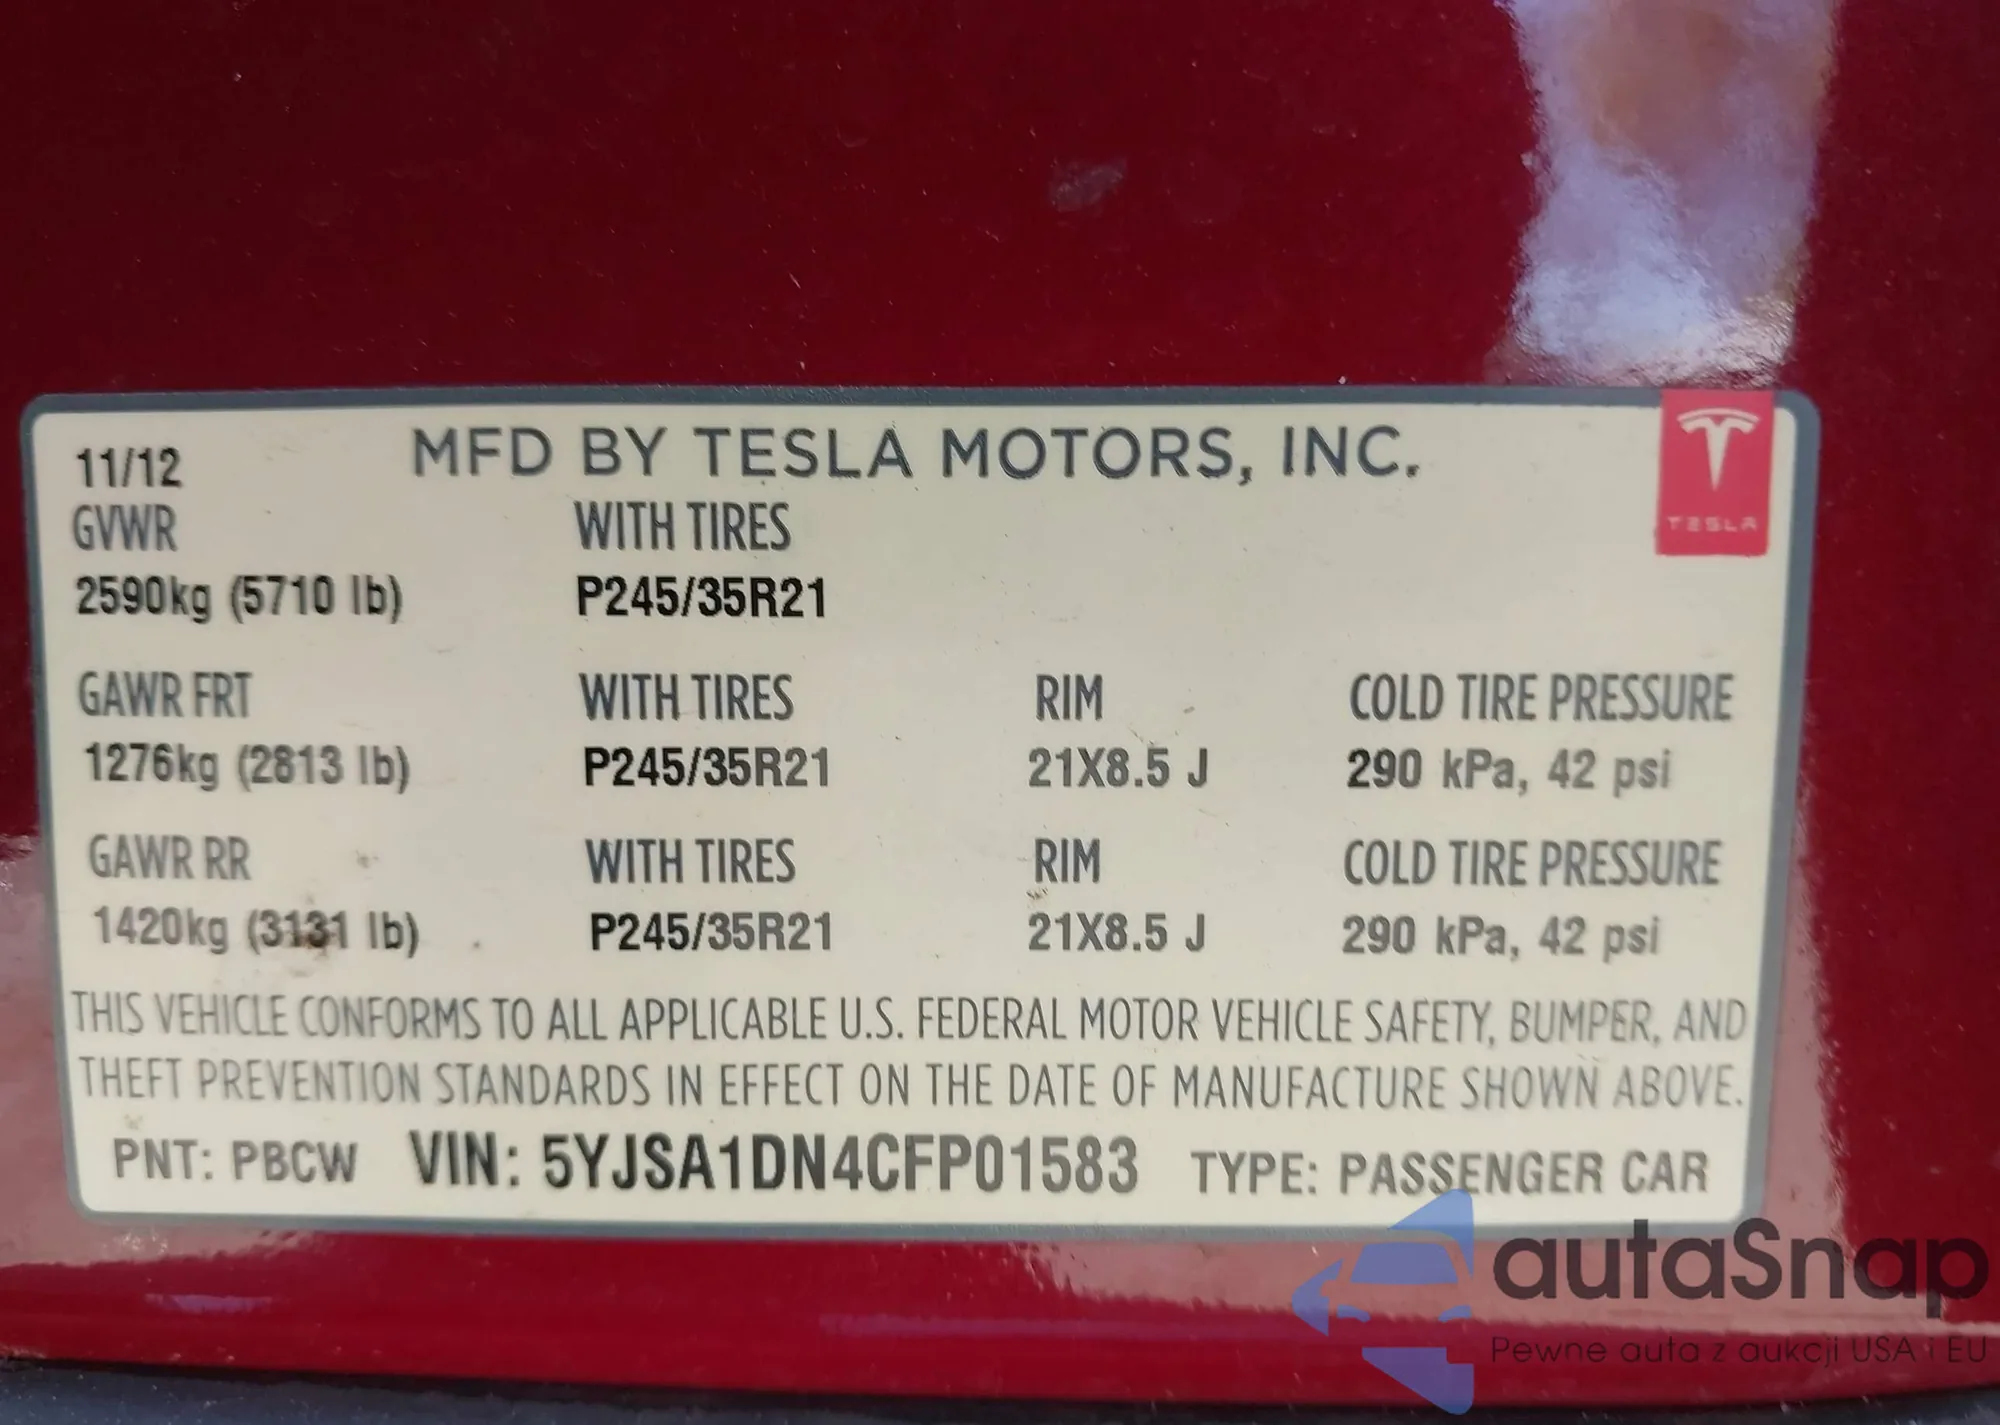 11/12 MFD BY TESLA MOTORS, INC.
TESLA
GVWR WITH TIRES
2590kg (5710 lb) P245/35R21
GAWR FRT WITH TIRES RIM COLD TIRE PRESSURE
1276kg (2813 lb) P245/35R21 21X8.5 J 290 kPa, 42 psi
GAWR RR WITH TIRES RIM COLD TIRE PRESSURE
1420kg (3131 lb) P245/35R21 21X8.5 J 290 kPa, 42 psi
THIS VEHICLE CONFORMS TO ALL APPLICABLE U.S. FEDERAL MOTOR VEHICLE SAFETY, BUMPER, AND
THEFT PREVENTION STANDARDS IN EFFECT ON THE DATE OF MANUFACTURE SHOWN ABOVE.
PNT: PBCW VIN: 5YJSA1DN4CFP01583 TYPE: PASSENGER CAR
autaSnap
Pewne auta z aukcji USA i EU